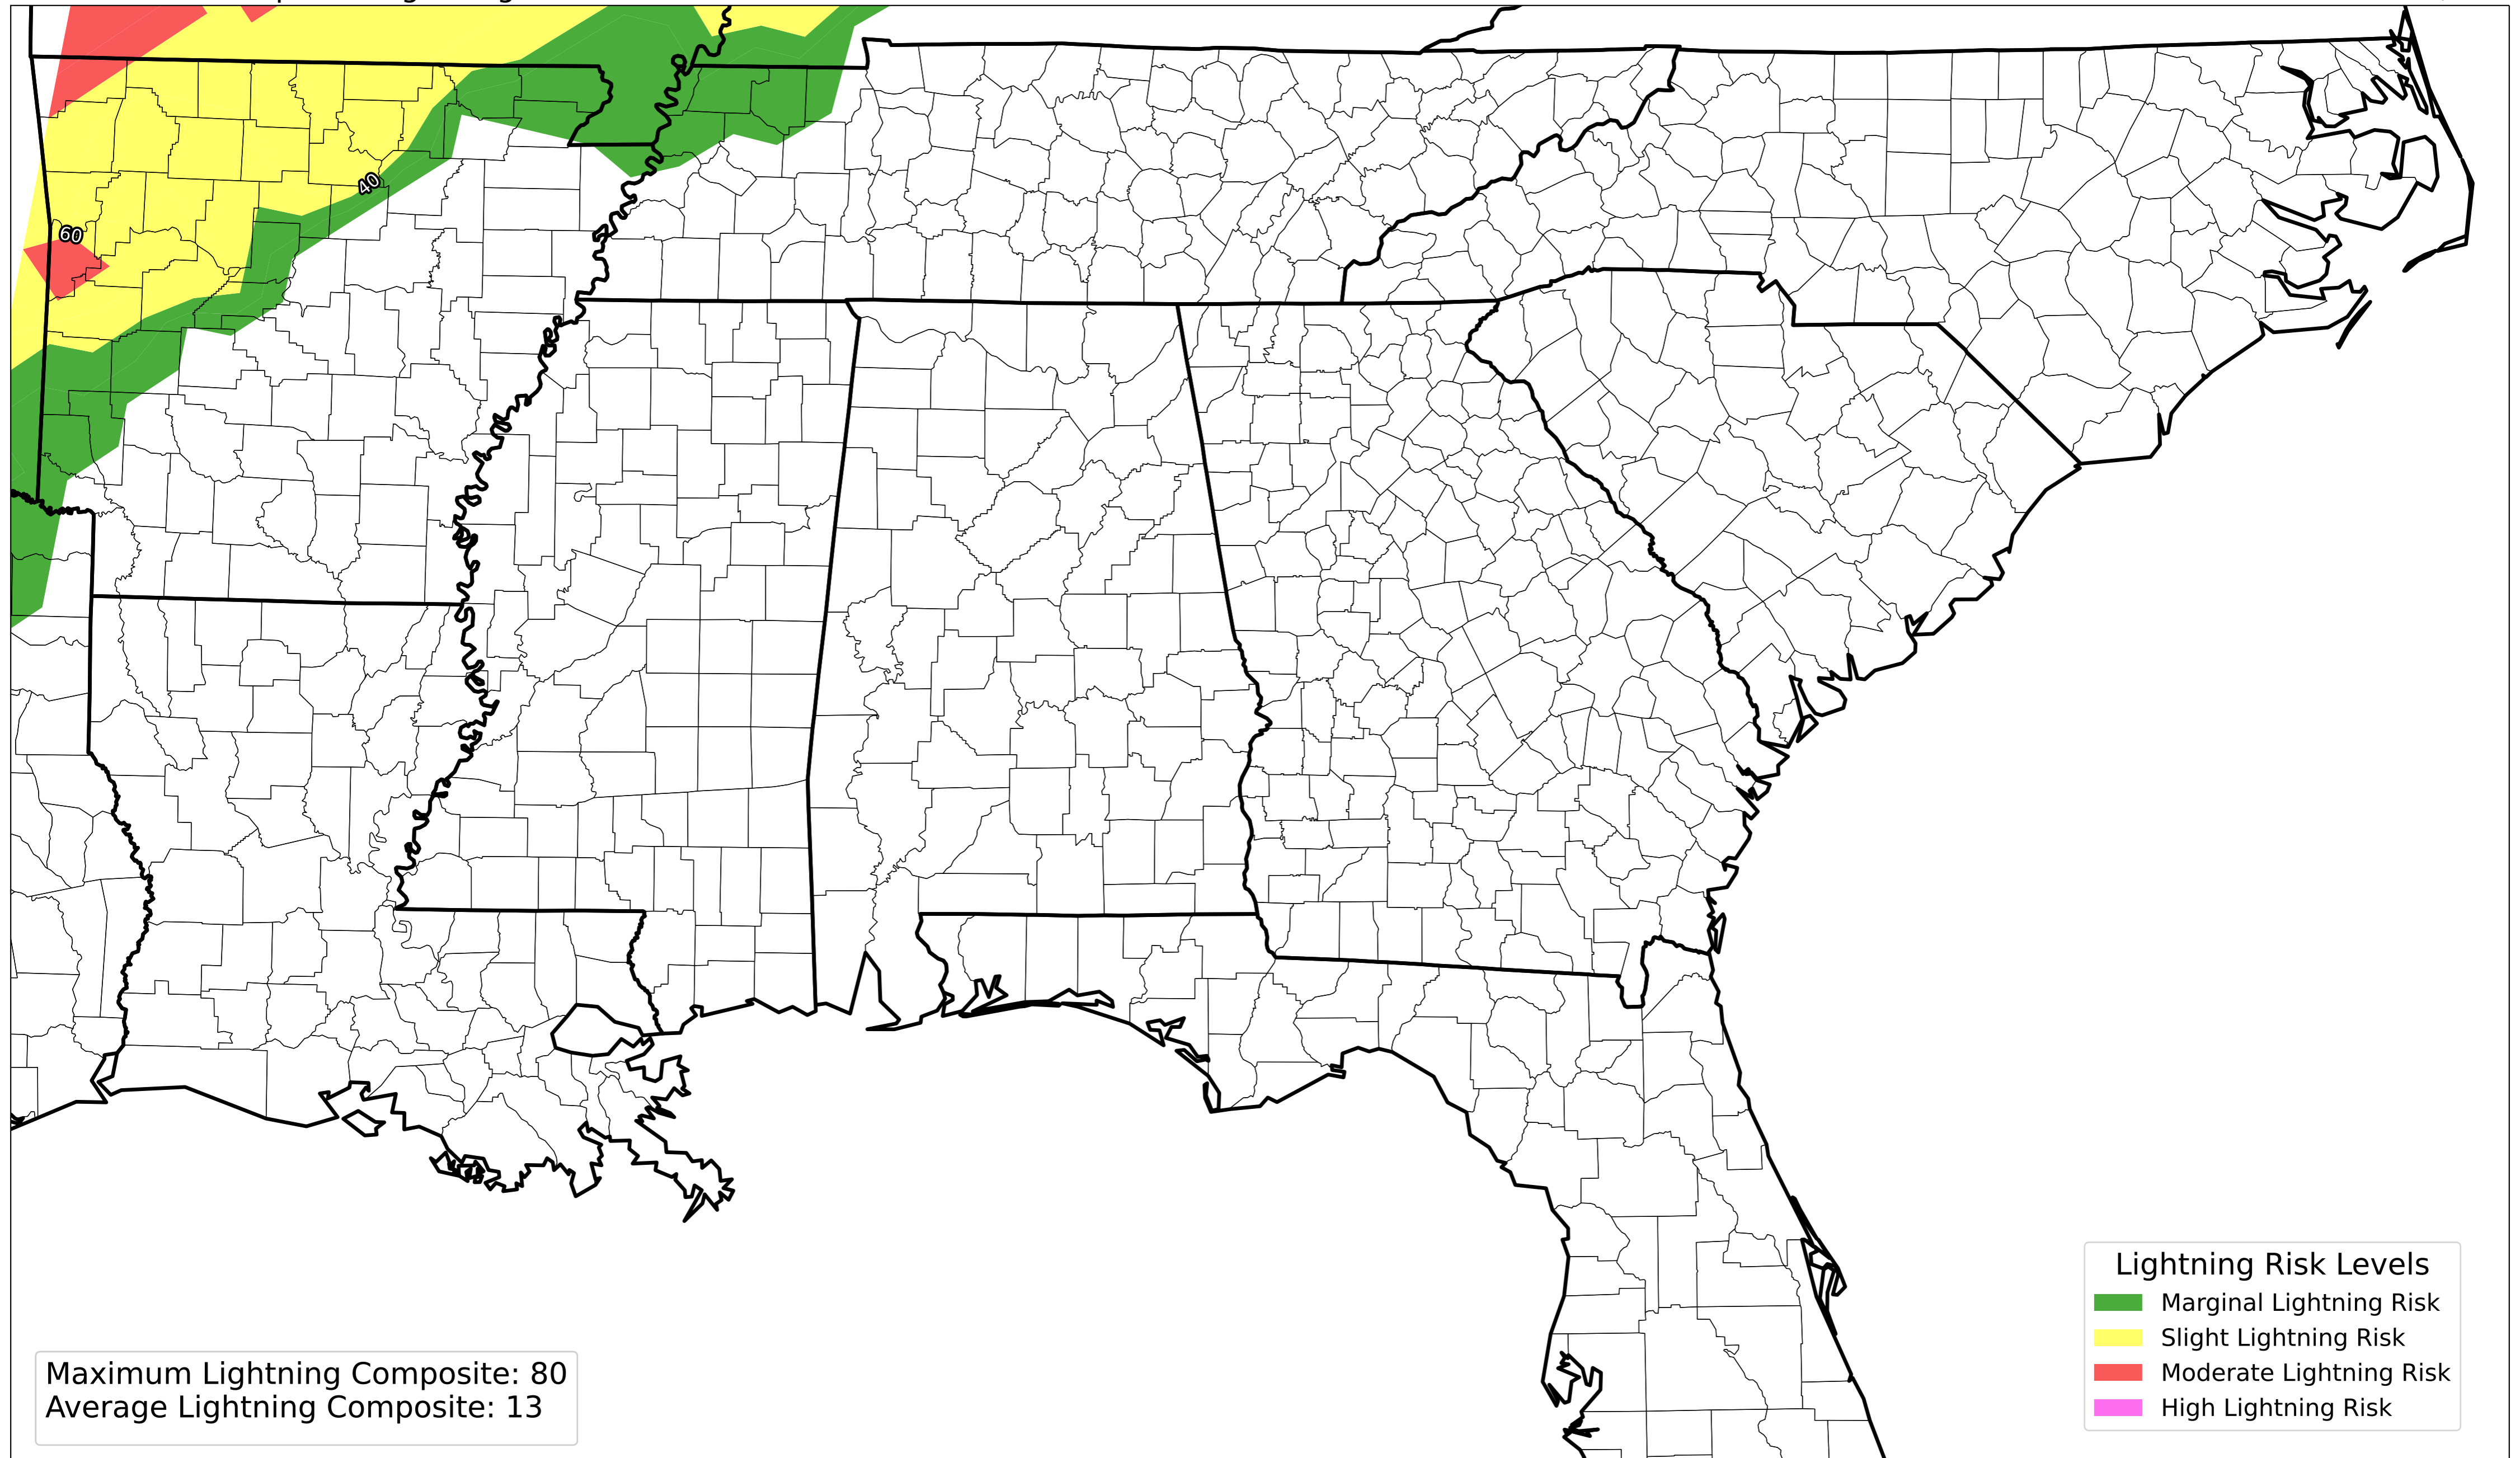 40
60
Lightning Risk Levels
Marginal Lightning Risk
Slight Lightning Risk
Moderate Lightning Risk
High Lightning Risk
Maximum Lightning Composite: 80
Average Lightning Composite: 13